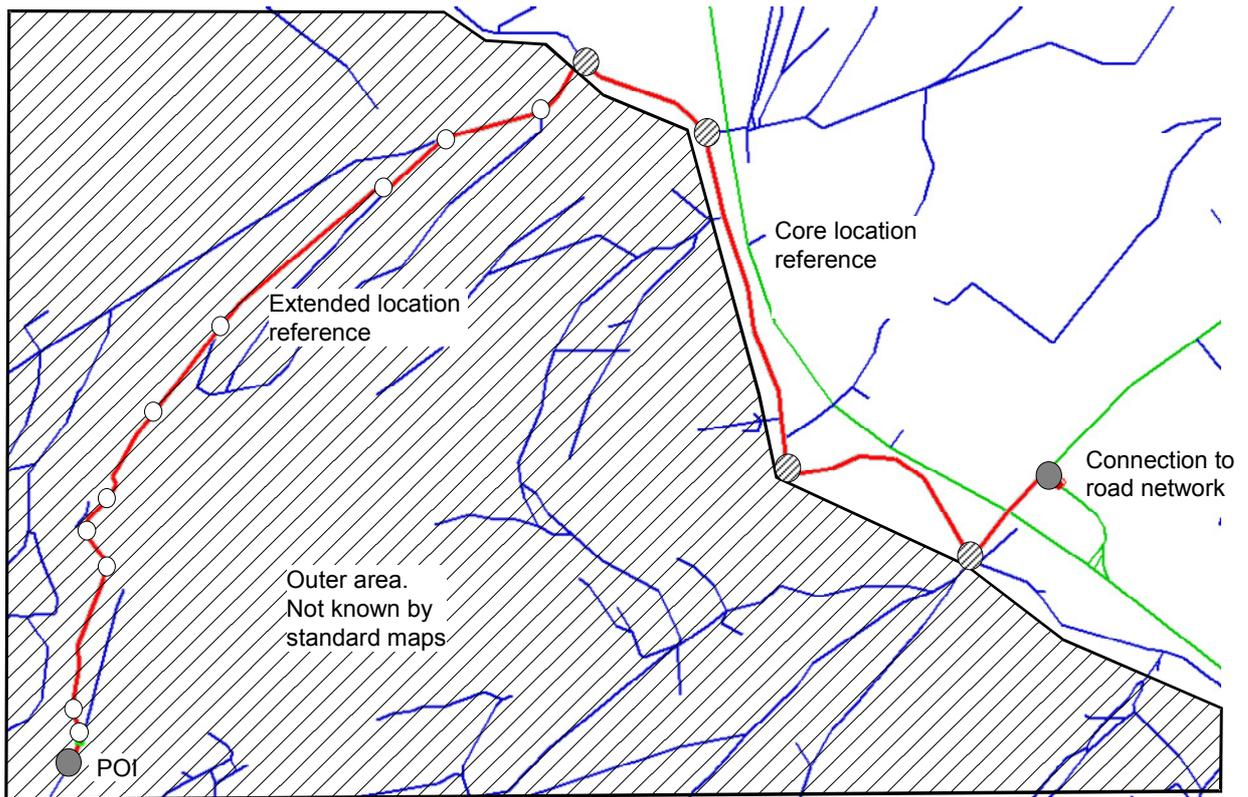 Core location
reference
Extended location
reference
Connection to
road network
Outer area.
Not known by
standard maps
POI